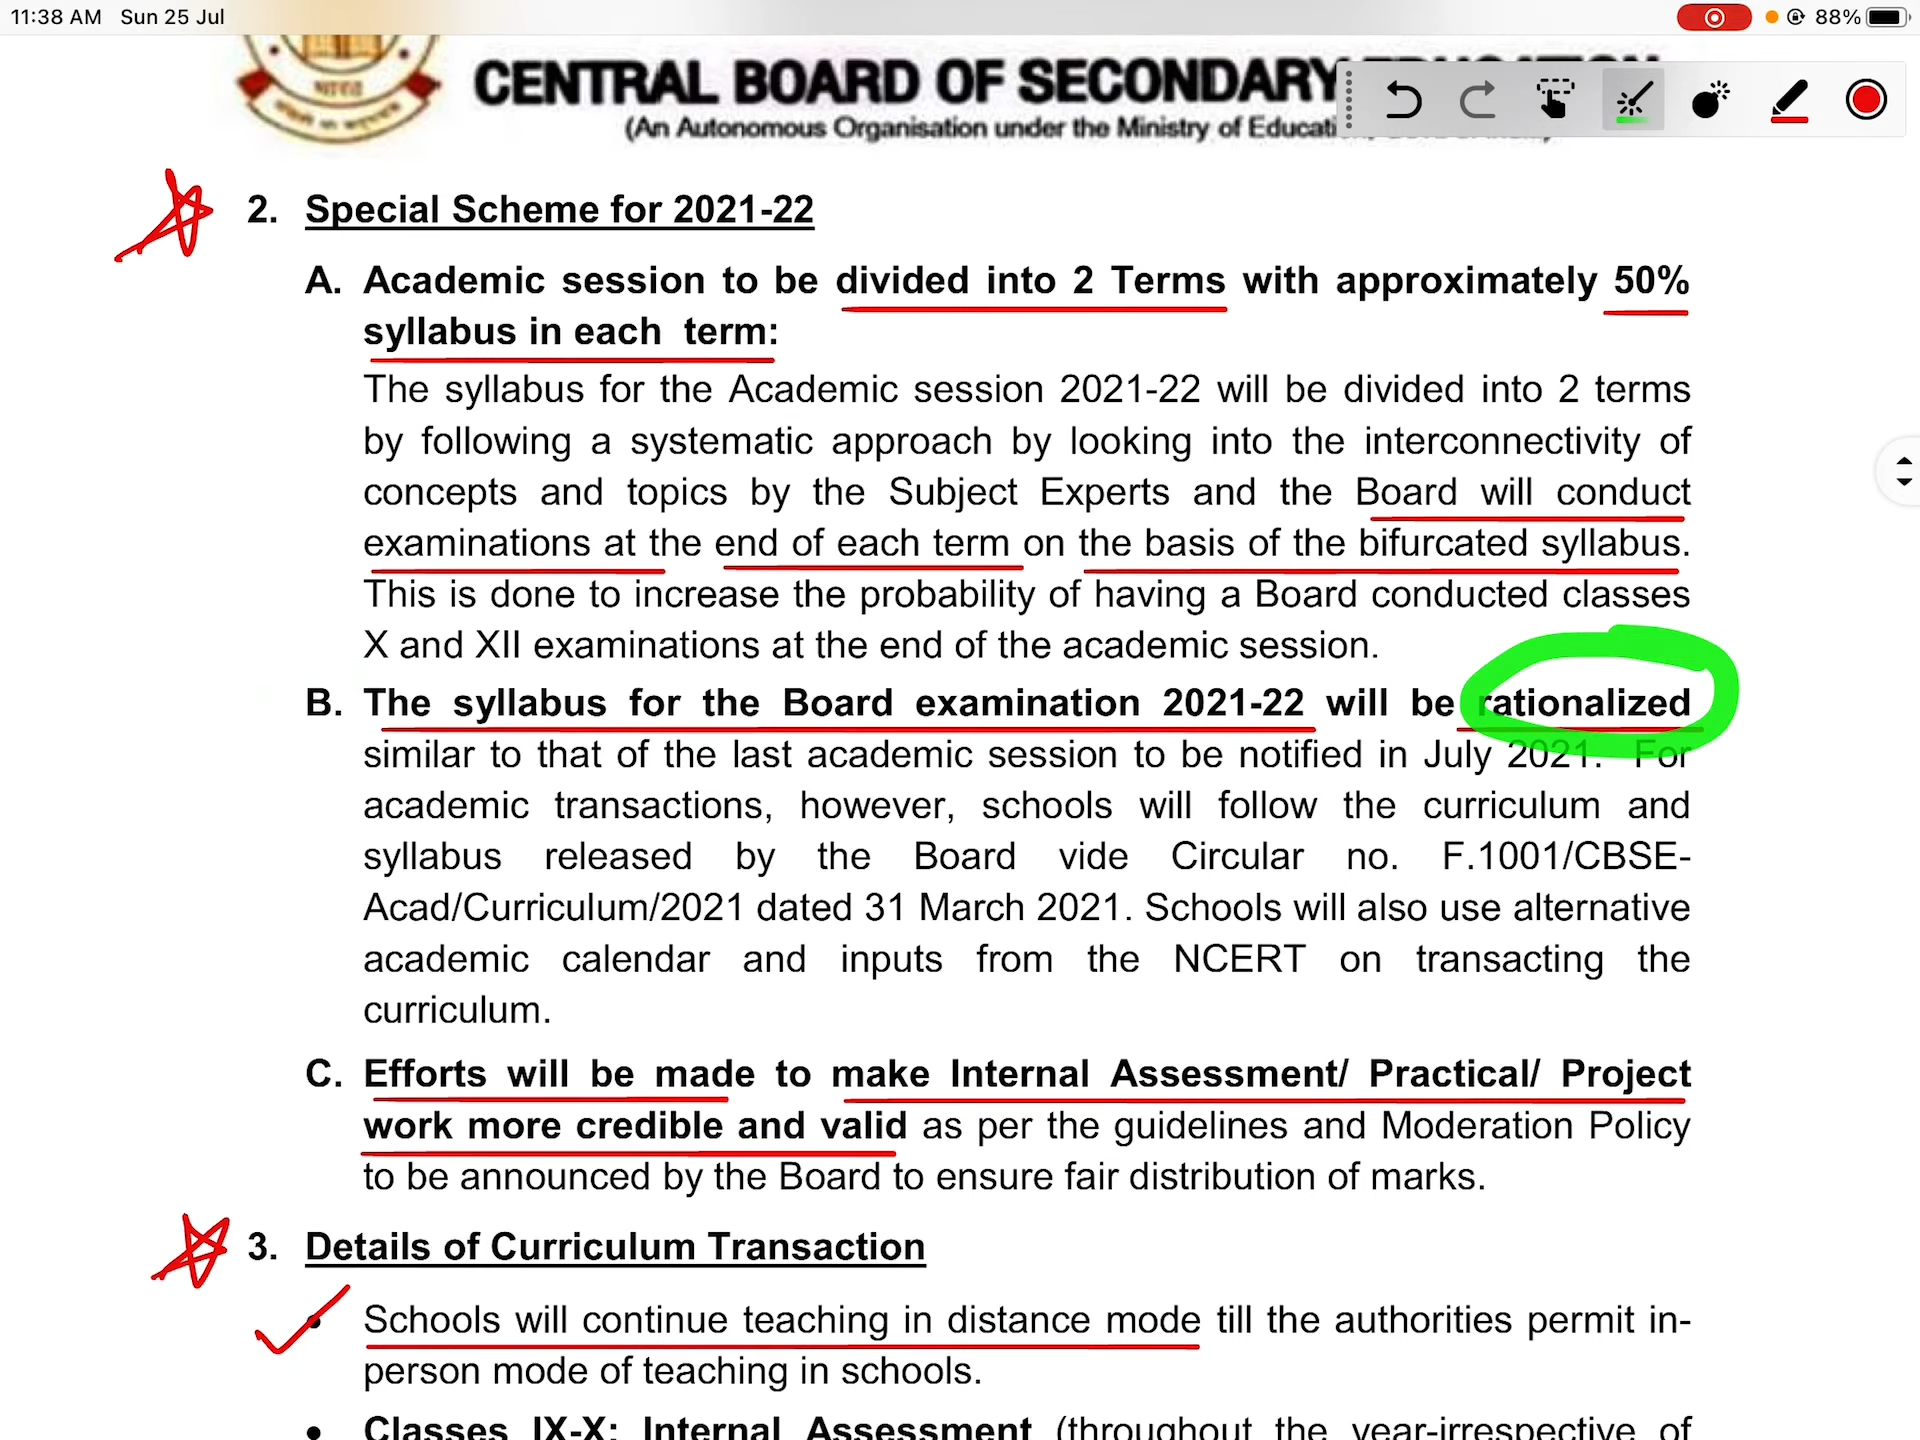 11:38 AM Sun 25 Jul 88%
भारत
CENTRAL BOARD OF SECONDARY
(An Autonomous Organisation under the Ministry of Educati
2. Special Scheme for 2021-22
A. Academic session to be divided into 2 Terms with approximately 50%
syllabus in each term:
The syllabus for the Academic session 2021-22 will be divided into 2 terms
by following a systematic approach by looking into the interconnectivity of
concepts and topics by the Subject Experts and the Board will conduct
examinations at the end of each term on the basis of the bifurcated syllabus.
This is done to increase the probability of having a Board conducted classes
X and XII examinations at the end of the academic session.
B. The syllabus for the Board examination 2021-22 will be rationalized
similar to that of the last academic session to be notified in July 2021. For
academic transactions, however, schools will follow the curriculum and
syllabus released by the Board vide Circular no. F.1001/CBSE-
Acad/Curriculum/2021 dated 31 March 2021. Schools will also use alternative
academic calendar and inputs from the NCERT on transacting the
curriculum.
C. Efforts will be made to make Internal Assessment/ Practical/ Project
work more credible and valid as per the guidelines and Moderation Policy
to be announced by the Board to ensure fair distribution of marks.
3. Details of Curriculum Transaction
• Schools will continue teaching in distance mode till the authorities permit in-
person mode of teaching in schools.
• Classes IX-X: Internal Assessment (throughout the year-irrespective of